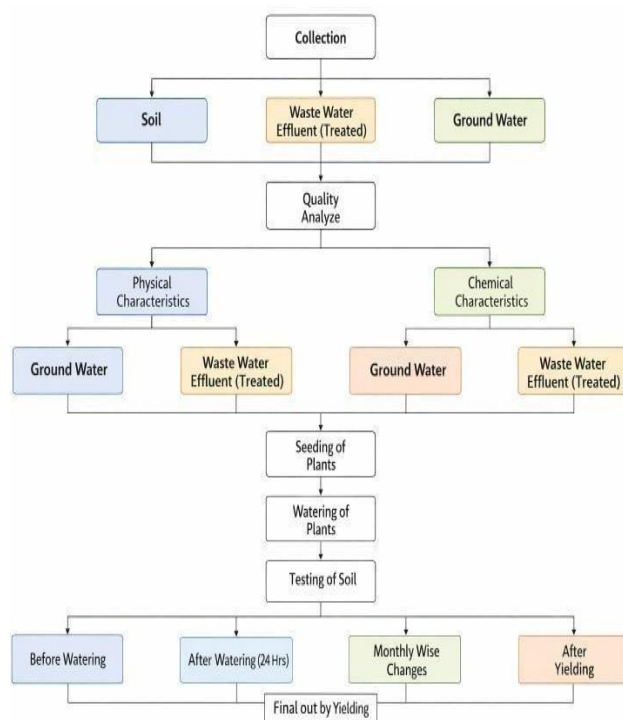 Collection
Soil
Waste Water
Effluent (Treated)
Ground Water
Quality
Analyze
Physical
Characteristics
Chemical
Characteristics
Ground Water
Waste Water
Effluent (Treated)
Ground Water
Waste Water
Effluent (Treated)
Seeding of
Plants
Watering of
Plants
Testing of Soil
Before Watering
After Watering (24 Hrs)
Monthly Wise
Changes
After
Yielding
Final out by Yielding